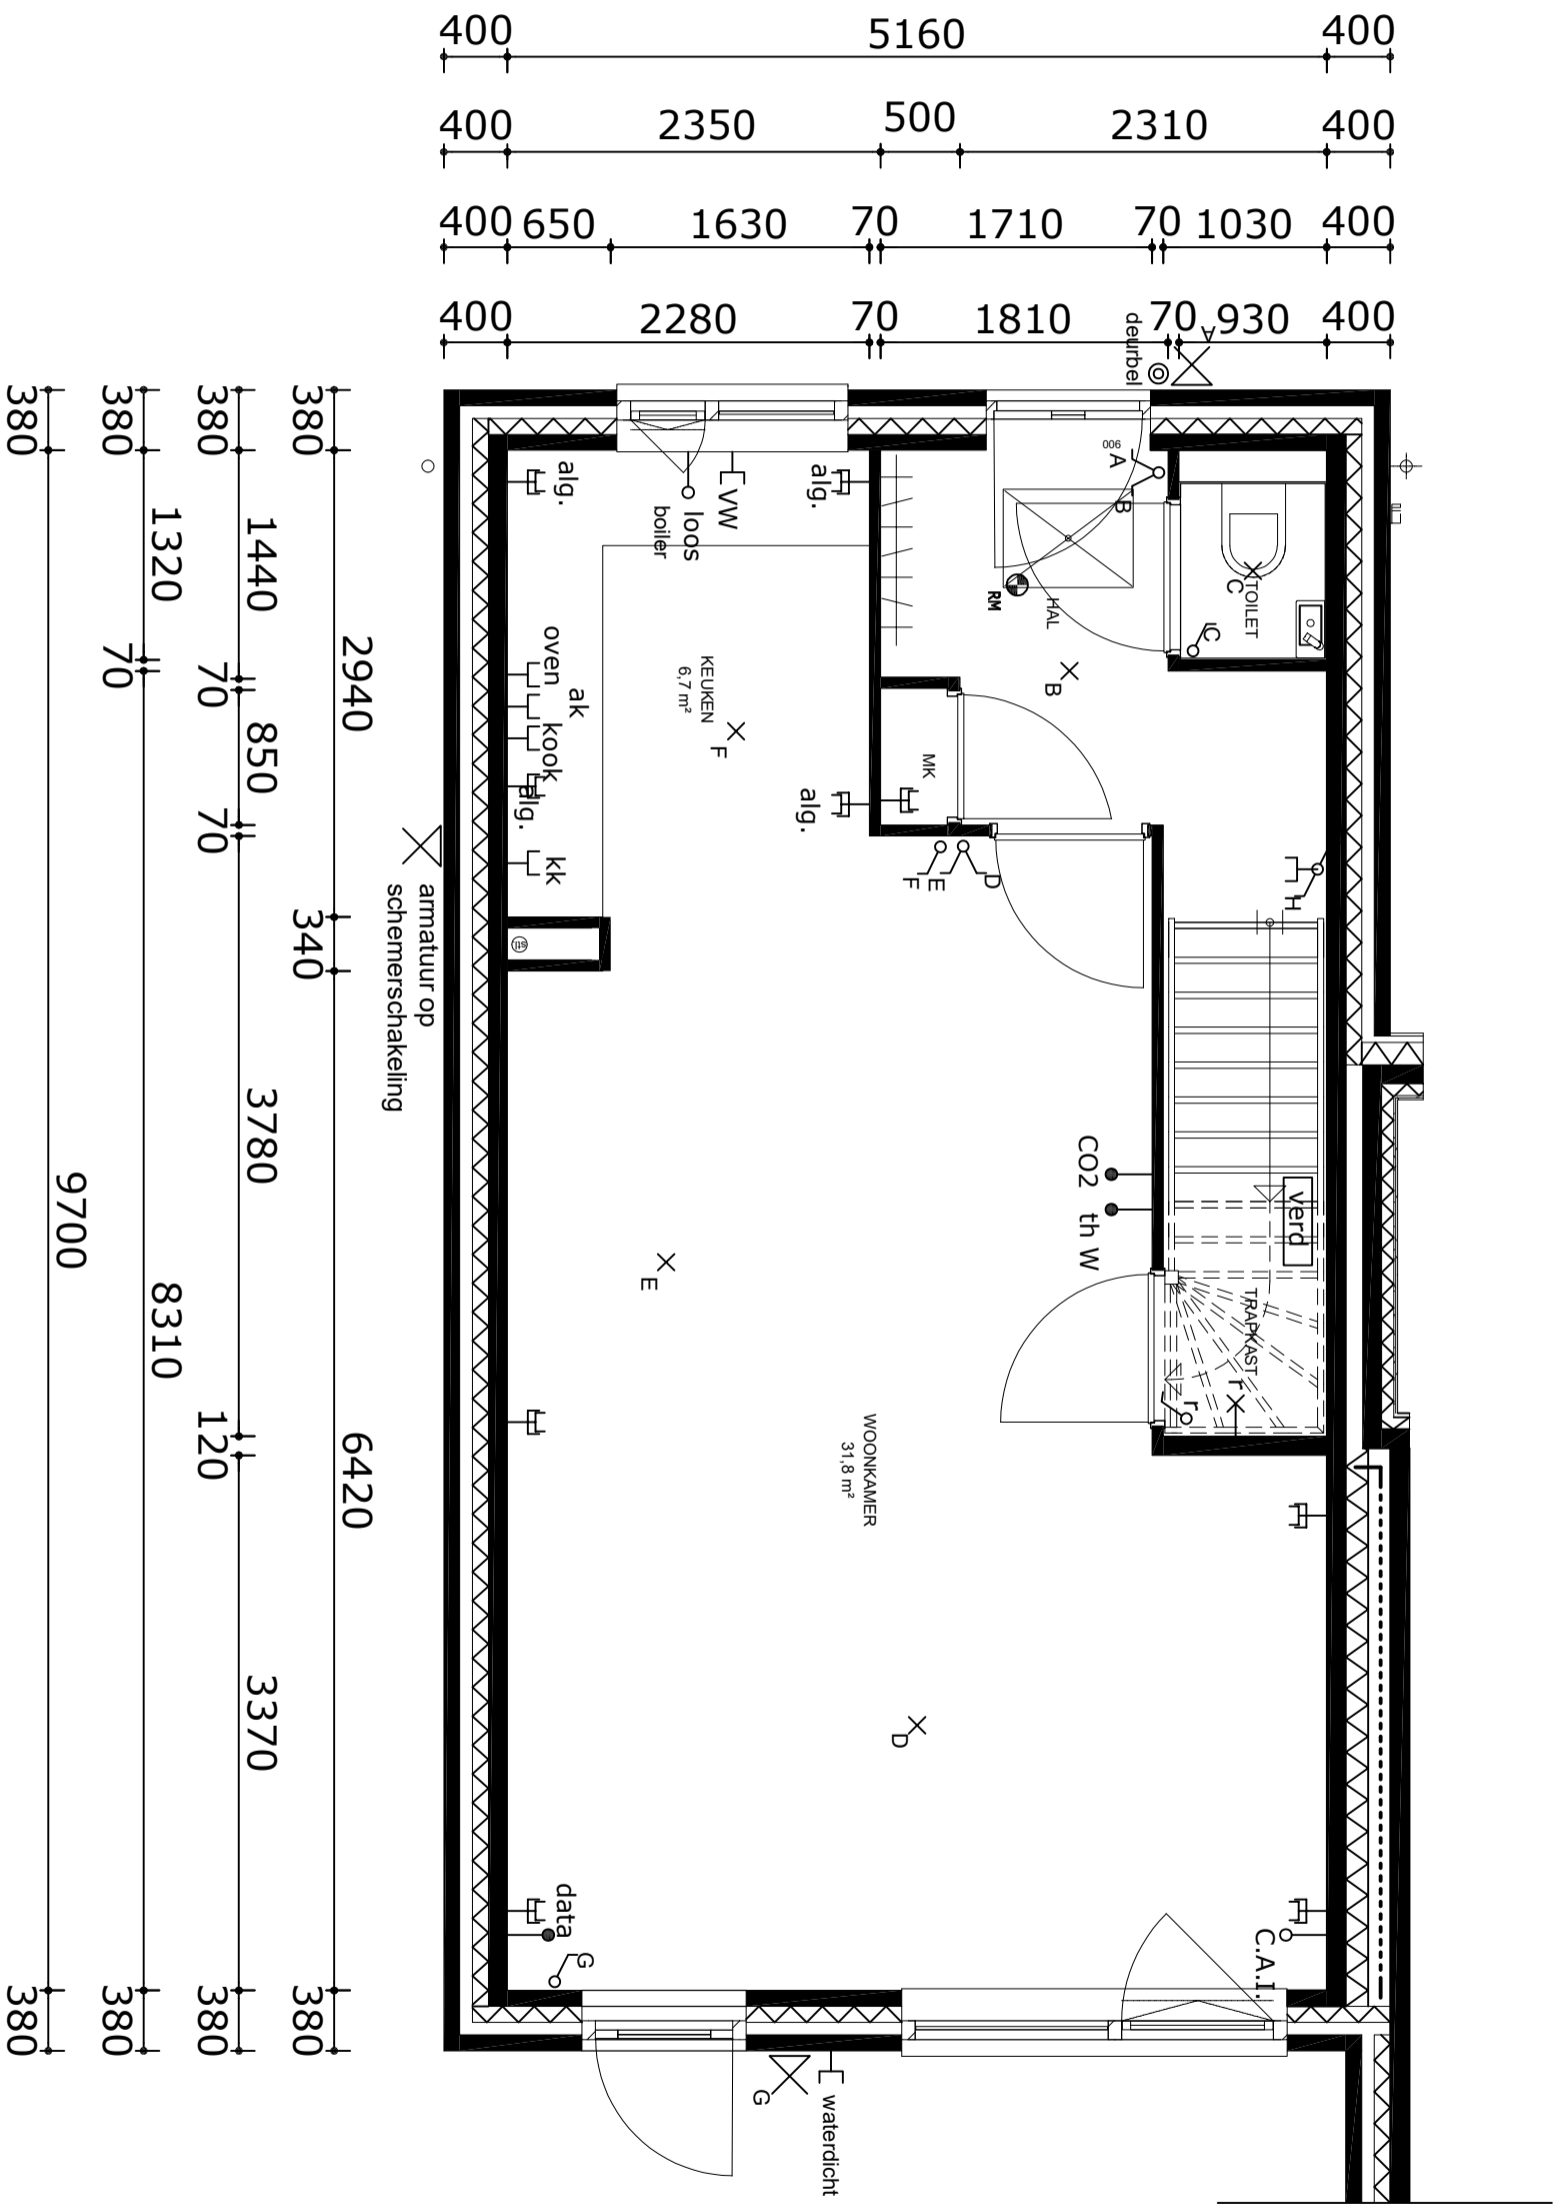 400 5160 400
400 2350 500 2310 400
400 650 1630 70 1710 70 1030 400
400 2280 70 1810 70 930 400
deurbel
A
900
A
B
alg.
loos
boiler
VW
alg.
RM
HAL
B
TOILET
C
C
oven
ak
kook
alg.
kk
KEUKEN
6,7 m²
F
alg.
MK
F
E
D
H
armatuur op
schemerschakeling
CO2
th W
verd
TRAPKAST
r
r
E
WOONKAMER
31,8 m²
D
data
G
C.A.I.
G
waterdicht
380 2940 340 6420 380
380 1440 70 850 70 3780 120 3370 380
380 1320 70 8310 380
380 9700 380